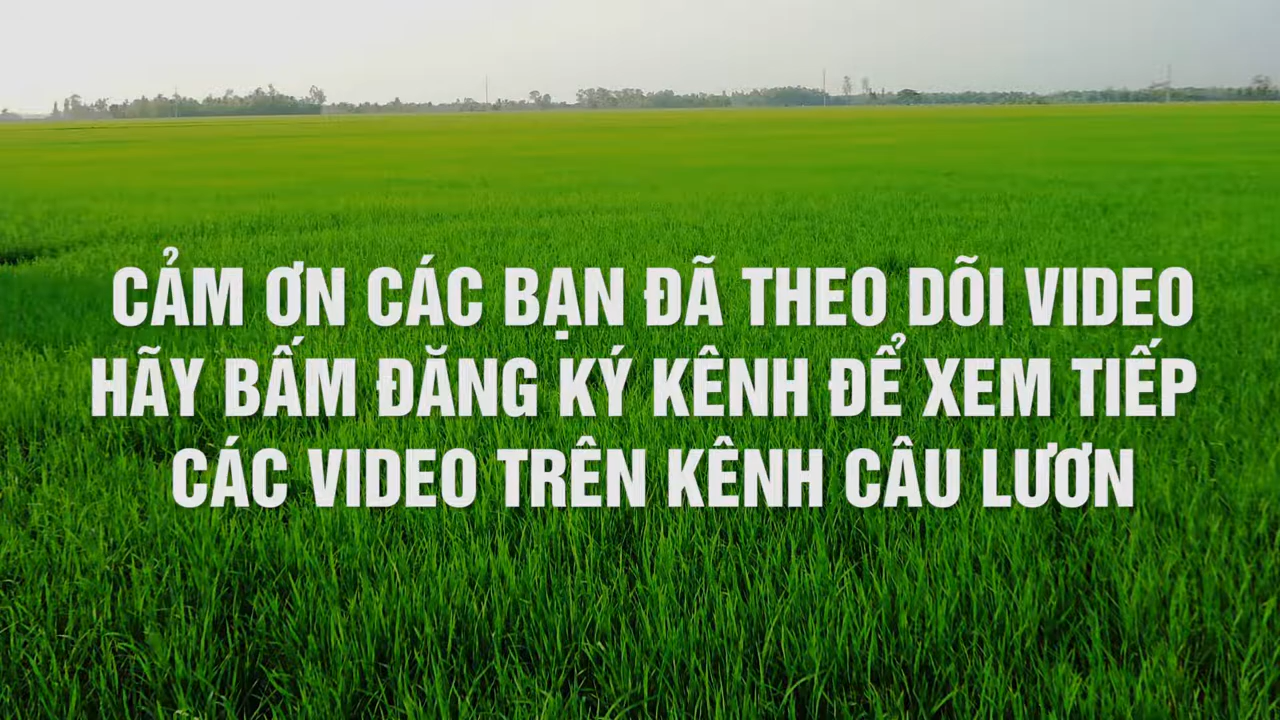 CẢM ƠN CÁC BẠN ĐÃ THEO DÕI VIDEO
HÃY BẤM ĐĂNG KÝ KÊNH ĐỂ XEM TIẾP
CÁC VIDEO TRÊN KÊNH CÂU LƯƠN